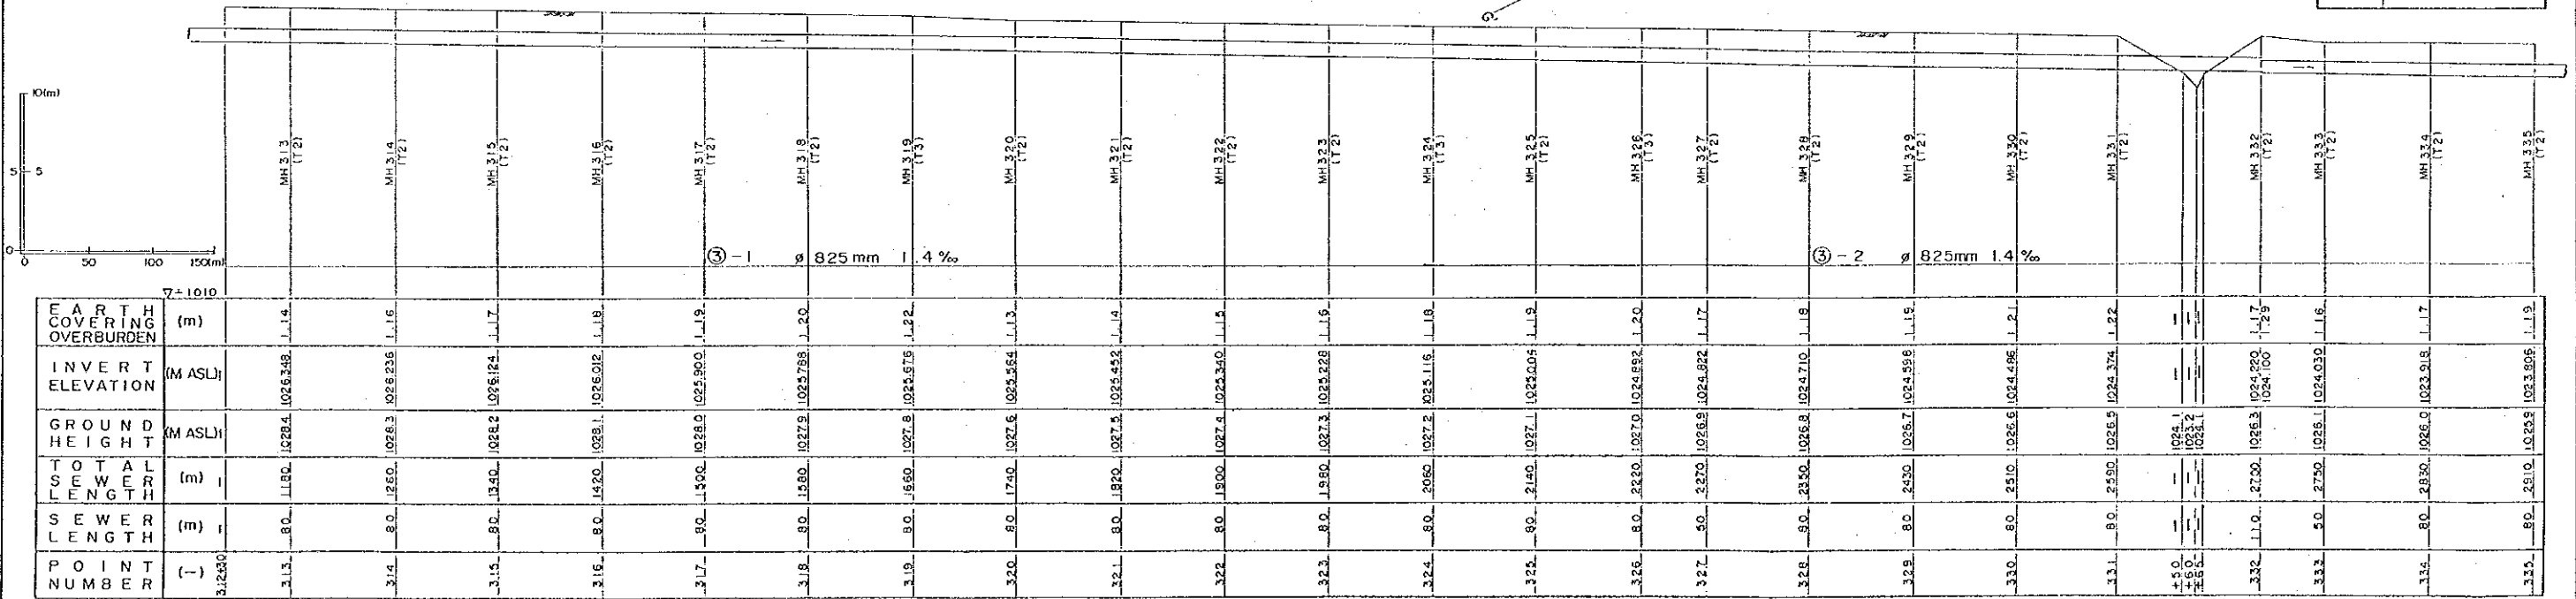 10(m)
5 5
0
0 50 100 150(m)
MH 313 (T2)
MH 314 (T2)
MH 315 (T2)
MH 316 (T2)
MH 317 (T2)
MH 318 (T2)
MH 319 (T3)
MH 320 (T2)
MH 321 (T2)
MH 322 (T2)
MH 323 (T2)
MH 324 (T3)
MH 325 (T2)
MH 326 (T3)
MH 327 (T2)
MH 328 (T2)
MH 329 (T2)
MH 330 (T2)
MH 331 (T2)
MH 332 (T2)
MH 333 (T2)
MH 334 (T2)
MH 335 (T2)
③-1 ø 825 mm 1.4 ‰
③-2 ø 825mm 1.4 ‰
∇+1010
EARTH COVERING OVERBURDEN (m) 1.14 1.16 1.17 1.18 1.19 1.20 1.22 1.13 1.14 1.15 1.16 1.18 1.19 1.20 1.17 1.18 1.19 1.21 1.22 — — — 1.17 1.29 1.16 1.17 1.19
INVERT ELEVATION (M ASL) 1026.348 1026.236 1026.124 1026.012 1025.900 1025.788 1025.676 1025.564 1025.452 1025.340 1025.228 1025.116 1025.004 1024.892 1024.822 1024.710 1024.598 1024.486 1024.374 — — — 1024.220 1024.100 1024.030 1023.918 1023.806
GROUND HEIGHT (M ASL) 1028.4 1028.3 1028.2 1028.1 1028.0 1027.9 1027.8 1027.6 1027.5 1027.4 1027.3 1027.2 1027.1 1027.0 1026.9 1026.8 1026.7 1026.6 1026.5 1024.1 1023.2 1024.1 1026.3 1026.1 1026.0 1025.9
TOTAL SEWER LENGTH (m) 1180 1260 1340 1420 1500 1580 1660 1740 1820 1900 1980 2060 2140 2220 2270 2350 2430 2510 2590 — — — 2700 2750 2830 2910
SEWER LENGTH (m) 80 80 80 80 80 80 80 80 80 80 80 80 80 80 50 80 80 80 80 — — — 110 50 80 80
POINT NUMBER (-) 312+30 313 314 315 316 317 318 319 320 321 322 323 324 325 326 327 328 329 330 331 +50 +60 +65 332 333 334 335